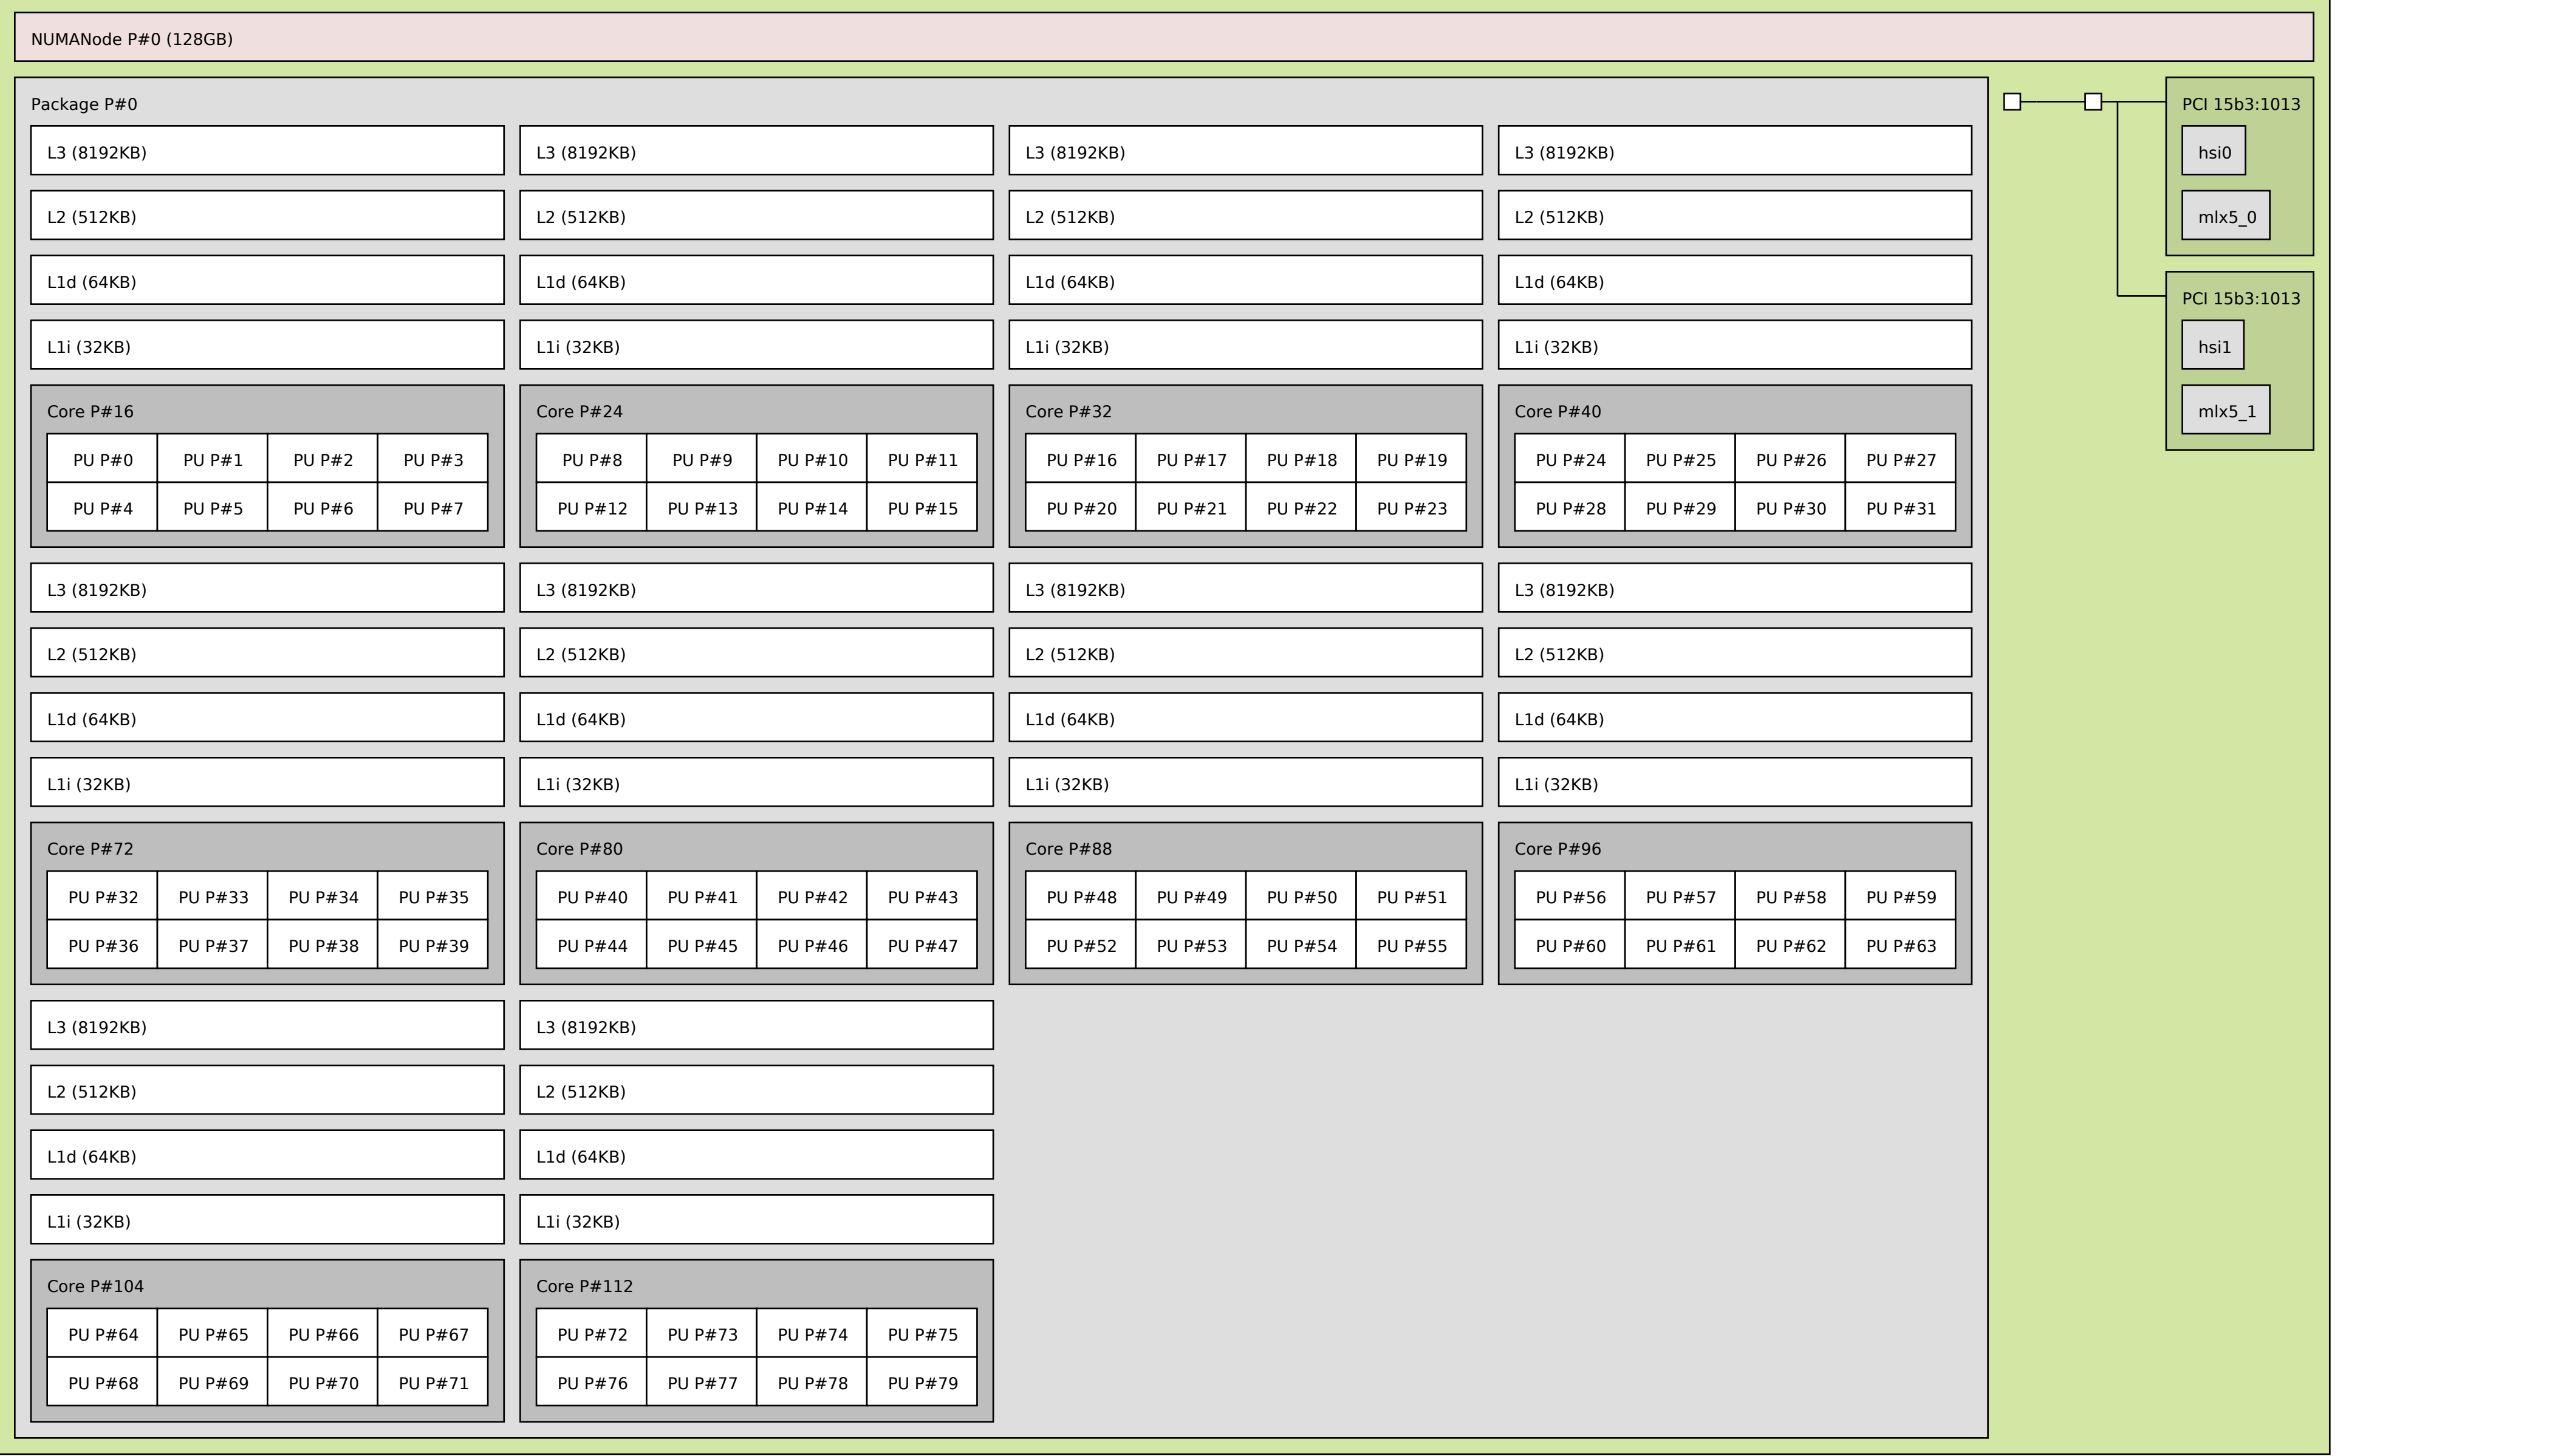 NUMANode P#0 (128GB)
Package P#0
PCI 15b3:1013
L3 (8192KB) L3 (8192KB) L3 (8192KB) L3 (8192KB)
hsi0
L2 (512KB) L2 (512KB) L2 (512KB) L2 (512KB)
mlx5_0
L1d (64KB) L1d (64KB) L1d (64KB) L1d (64KB)
PCI 15b3:1013
L1i (32KB) L1i (32KB) L1i (32KB) L1i (32KB)
hsi1
Core P#16 Core P#24 Core P#32 Core P#40
mlx5_1
PU P#0 PU P#1 PU P#2 PU P#3 PU P#8 PU P#9 PU P#10 PU P#11 PU P#16 PU P#17 PU P#18 PU P#19 PU P#24 PU P#25 PU P#26 PU P#27
PU P#4 PU P#5 PU P#6 PU P#7 PU P#12 PU P#13 PU P#14 PU P#15 PU P#20 PU P#21 PU P#22 PU P#23 PU P#28 PU P#29 PU P#30 PU P#31
L3 (8192KB) L3 (8192KB) L3 (8192KB) L3 (8192KB)
L2 (512KB) L2 (512KB) L2 (512KB) L2 (512KB)
L1d (64KB) L1d (64KB) L1d (64KB) L1d (64KB)
L1i (32KB) L1i (32KB) L1i (32KB) L1i (32KB)
Core P#72 Core P#80 Core P#88 Core P#96
PU P#32 PU P#33 PU P#34 PU P#35 PU P#40 PU P#41 PU P#42 PU P#43 PU P#48 PU P#49 PU P#50 PU P#51 PU P#56 PU P#57 PU P#58 PU P#59
PU P#36 PU P#37 PU P#38 PU P#39 PU P#44 PU P#45 PU P#46 PU P#47 PU P#52 PU P#53 PU P#54 PU P#55 PU P#60 PU P#61 PU P#62 PU P#63
L3 (8192KB) L3 (8192KB)
L2 (512KB) L2 (512KB)
L1d (64KB) L1d (64KB)
L1i (32KB) L1i (32KB)
Core P#104 Core P#112
PU P#64 PU P#65 PU P#66 PU P#67 PU P#72 PU P#73 PU P#74 PU P#75
PU P#68 PU P#69 PU P#70 PU P#71 PU P#76 PU P#77 PU P#78 PU P#79